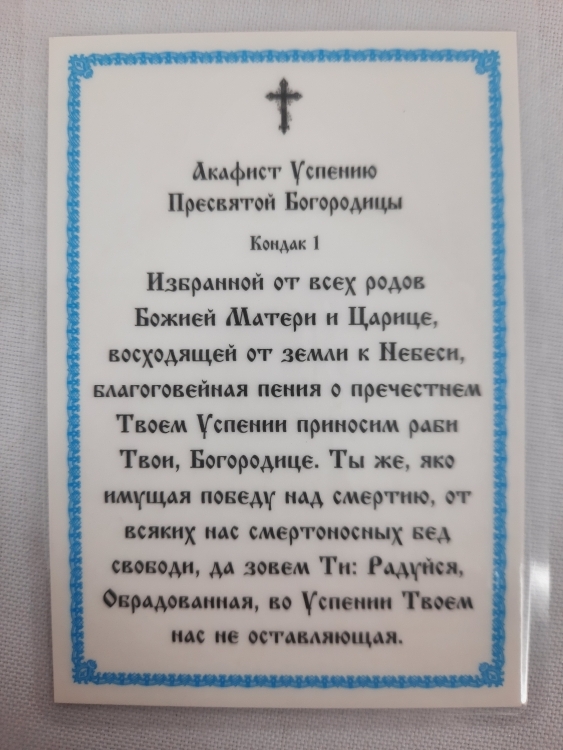 Акафист Успению
Пресвятой Богородицы
Кондак 1
Избранной от всех родов
Божией Матери и Царице,
восходящей от земли к Небеси,
благоговейная пения о пречестнем
Твоем Успении приносим раби
Твои, Богородице. Ты же, яко
имущая победу над смертию, от
всяких нас смертоносных бед
свободи, да зовем Ти: Радуйся,
Обрадованная, во Успении Твоем
нас не оставляющая.